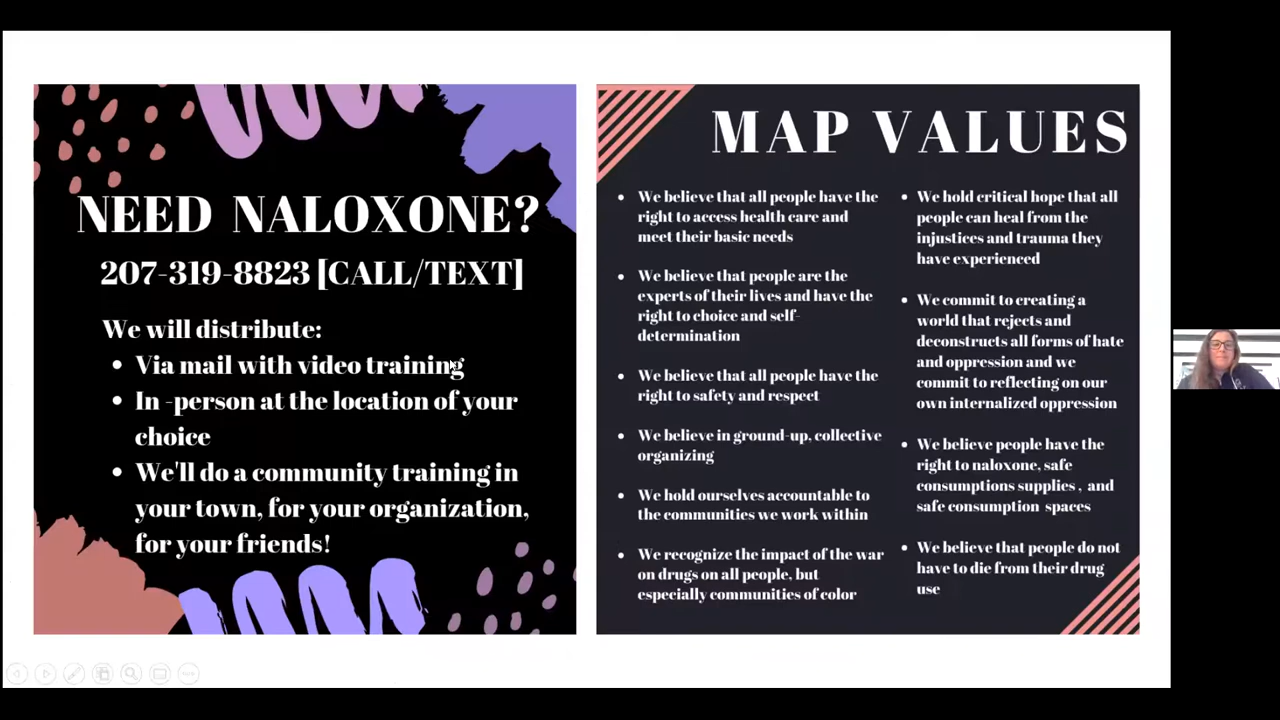 NEED NALOXONE?
207-319-8823 [CALL/TEXT]
We will distribute:
• Via mail with video training
• In -person at the location of your
choice
• We'll do a community training in
your town, for your organization,
for your friends!
MAP VALUES
• We believe that all people have the
right to access health care and
meet their basic needs
• We believe that people are the
experts of their lives and have the
right to choice and self-
determination
• We believe that all people have the
right to safety and respect
• We believe in ground-up, collective
organizing
• We hold ourselves accountable to
the communities we work within
• We recognize the impact of the war
on drugs on all people, but
especially communities of color
• We hold critical hope that all
people can heal from the
injustices and trauma they
have experienced
• We commit to creating a
world that rejects and
deconstructs all forms of hate
and oppression and we
commit to reflecting on our
own internalized oppression
• We believe people have the
right to naloxone, safe
consumptions supplies , and
safe consumption spaces
• We believe that people do not
have to die from their drug
use